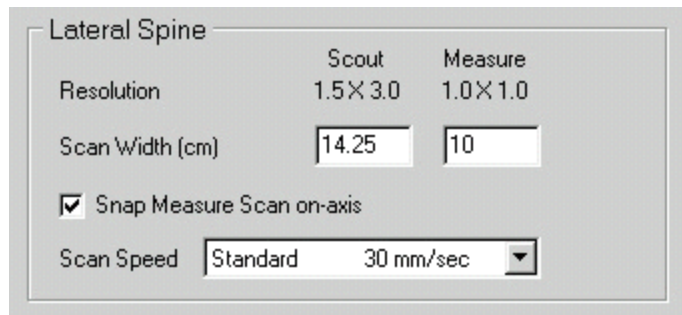 Lateral Spine
Scout Measure
Resolution 1.5 X 3.0 1.0 X 1.0
Scan Width (cm) 14.25 10
Snap Measure Scan on-axis
Scan Speed Standard 30 mm/sec